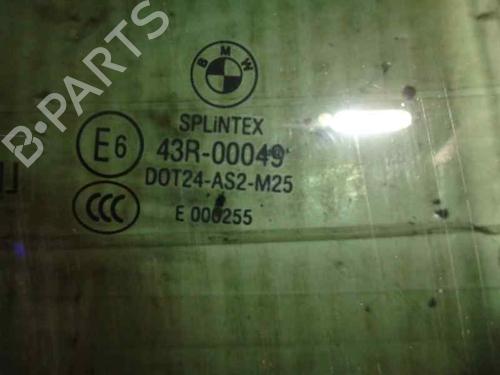 B-PARTS
BMW
SPLiNTEX
E6 43R-00049
DOT24-AS2-M25
CCC E 000255